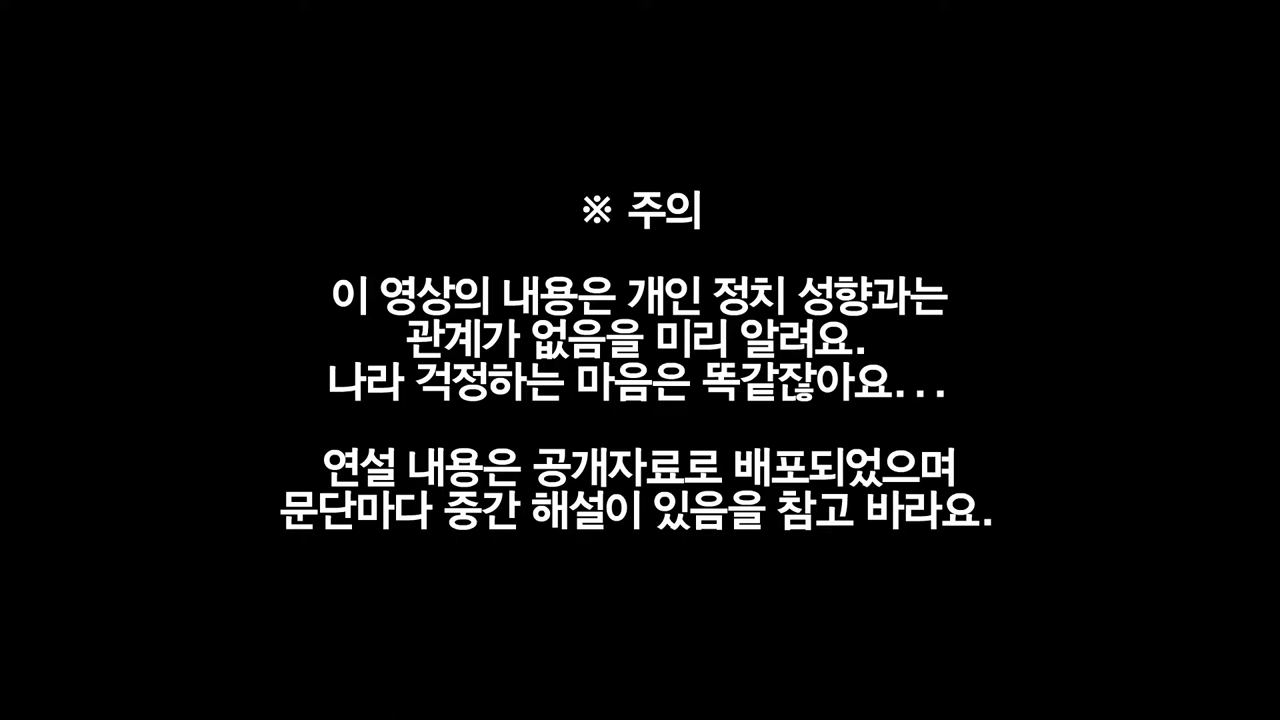 ※ 주의
이 영상의 내용은 개인 정치 성향과는
관계가 없음을 미리 알려요.
나라 걱정하는 마음은 똑같잖아요...
연설 내용은 공개자료로 배포되었으며
문단마다 중간 해설이 있음을 참고 바라요.